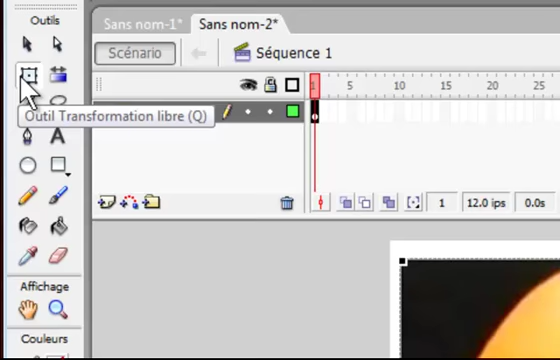 Outils
Sans nom-1* Sans nom-2*
Scénario Séquence 1
1 5 10 15 20 25
Outil Transformation libre (Q)
A
1 12.0 ips 0.0s
Affichage
Couleurs